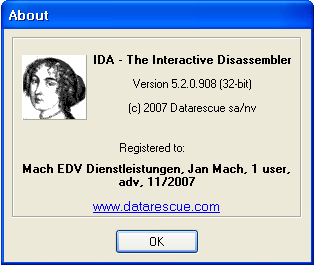 About
IDA - The Interactive Disassembler
Version 5.2.0.908 (32-bit)
(c) 2007 Datarescue sa/nv
Registered to:
Mach EDV Dienstleistungen, Jan Mach, 1 user,
adv, 11/2007
www.datarescue.com
OK